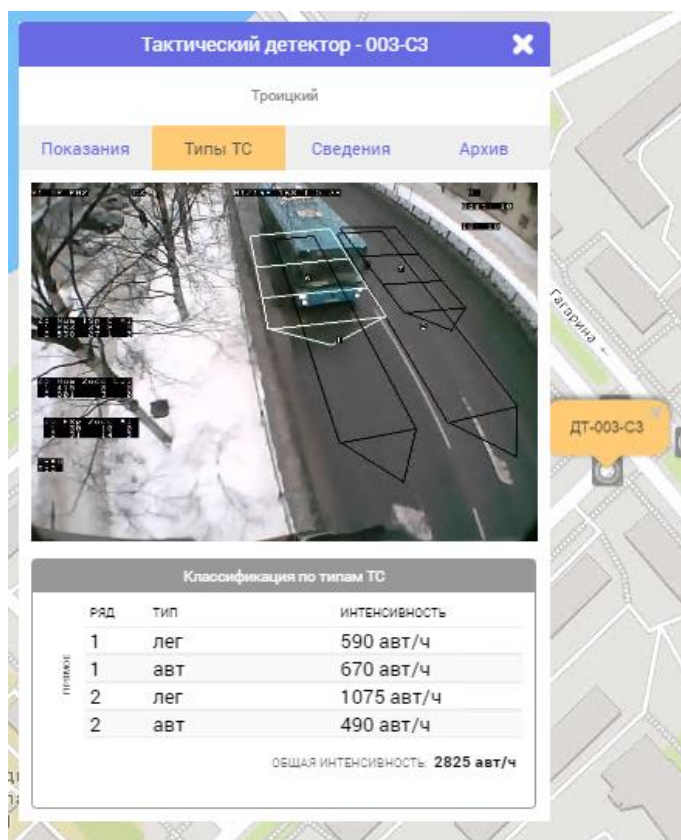 Тактический детектор - 003-С3
Троицкий
Показания Типы ТС Сведения Архив
Гагарина
ДТ-003-С3
Классификация по типам ТС
РЯД ТИП ИНТЕНСИВНОСТЬ
ПРЯМОЕ
1 лег 590 авт/ч
1 авт 670 авт/ч
2 лег 1075 авт/ч
2 авт 490 авт/ч
ОБЩАЯ ИНТЕНСИВНОСТЬ: 2825 авт/ч